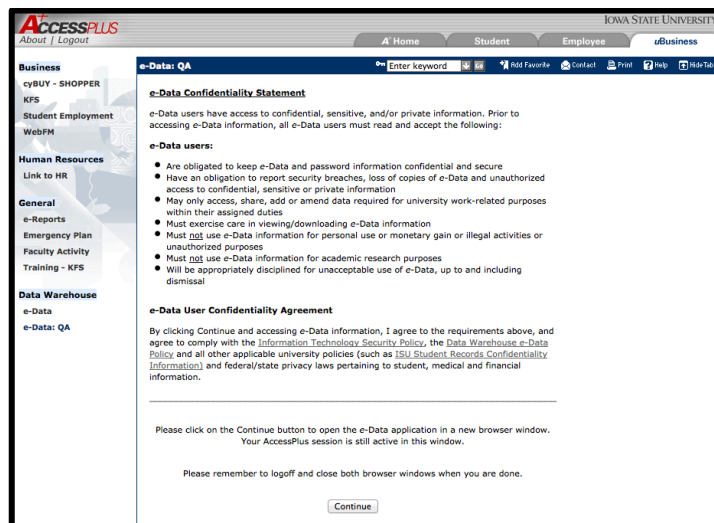 ACCESSPLUS
IOWA STATE UNIVERSITY
About | Logout
A+ Home
Student
Employee
uBusiness
e-Data: QA
Enter keyword
Go
Add Favorite
Contact
Print
Help
HideTab
Business
cyBUY - SHOPPER
KFS
Student Employment
WebFM
Human Resources
Link to HR
General
e-Reports
Emergency Plan
Faculty Activity
Training - KFS
Data Warehouse
e-Data
e-Data: QA
e-Data Confidentiality Statement
e-Data users have access to confidential, sensitive, and/or private information. Prior to
accessing e-Data information, all e-Data users must read and accept the following:
e-Data users:
● Are obligated to keep e-Data and password information confidential and secure
● Have an obligation to report security breaches, loss of copies of e-Data and unauthorized
access to confidential, sensitive or private information
● May only access, share, add or amend data required for university work-related purposes
within their assigned duties
● Must exercise care in viewing/downloading e-Data information
● Must not use e-Data information for personal use or monetary gain or illegal activities or
unauthorized purposes
● Must not use e-Data information for academic research purposes
● Will be appropriately disciplined for unacceptable use of e-Data, up to and including
dismissal
e-Data User Confidentiality Agreement
By clicking Continue and accessing e-Data information, I agree to the requirements above, and
agree to comply with the Information Technology Security Policy, the Data Warehouse e-Data
Policy and all other applicable university policies (such as ISU Student Records Confidentiality
Information) and federal/state privacy laws pertaining to student, medical and financial
information.
Please click on the Continue button to open the e-Data application in a new browser window.
Your AccessPlus session is still active in this window.
Please remember to logoff and close both browser windows when you are done.
Continue